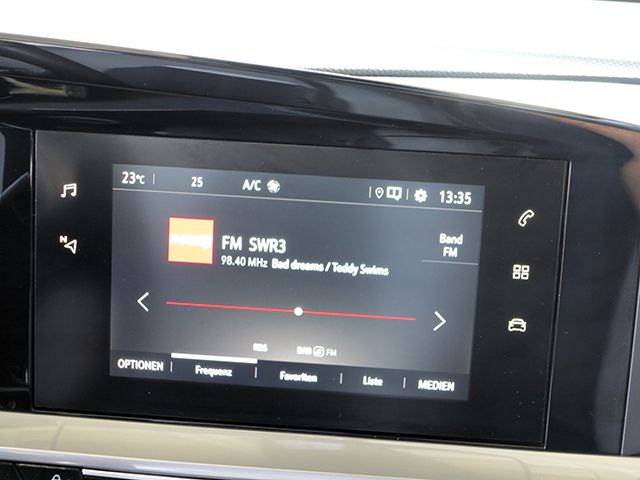 23°C 25 A/C 13:35
N
FM SWR3
Band
FM
98.40 MHz Bad dreams / Teddy Swims
RDS DAB FM
OPTIONEN Frequenz Favoriten Liste MEDIEN